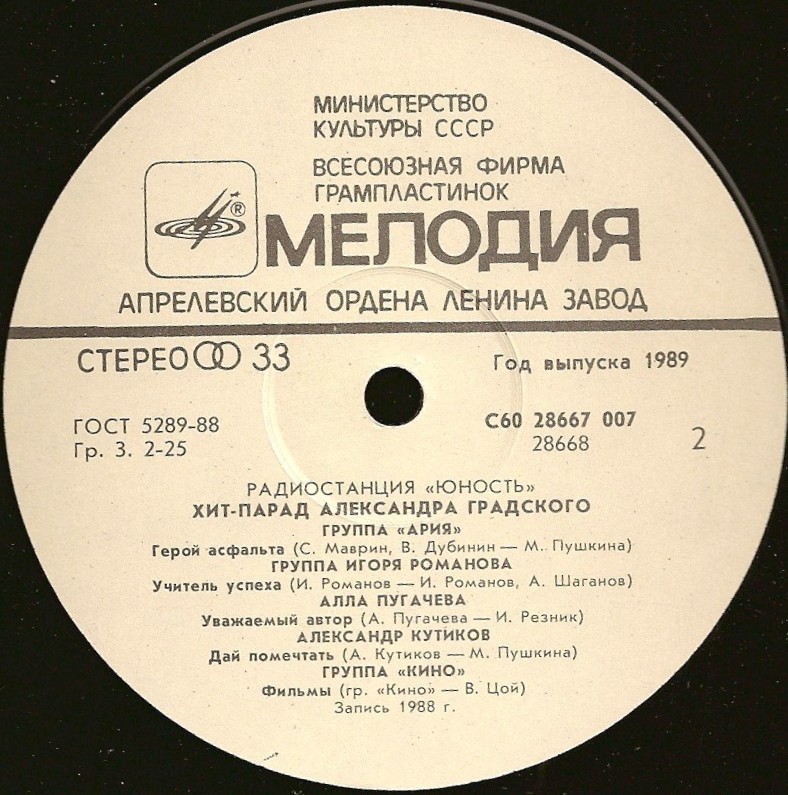 МИНИСТЕРСТВО
КУЛЬТУРЫ СССР
ВСЕСОЮЗНАЯ ФИРМА
ГРАМПЛАСТИНОК
®
МЕЛОДИЯ
АПРЕЛЕВСКИЙ ОРДЕНА ЛЕНИНА ЗАВОД
СТЕРЕО 33
Год выпуска 1989
ГОСТ 5289-88
Гр. 3. 2-25
С60 28667 007
28668
2
РАДИОСТАНЦИЯ «ЮНОСТЬ»
ХИТ-ПАРАД АЛЕКСАНДРА ГРАДСКОГО
ГРУППА «АРИЯ»
Герой асфальта (С. Маврин, В. Дубинин — М. Пушкина)
ГРУППА ИГОРЯ РОМАНОВА
Учитель успеха (И. Романов — И. Романов, А. Шаганов)
АЛЛА ПУГАЧЕВА
Уважаемый автор (А. Пугачева — И. Резник)
АЛЕКСАНДР КУТИКОВ
Дай помечтать (А. Кутиков — М. Пушкина)
ГРУППА «КИНО»
Фильмы (гр. «Кино» — В. Цой)
Запись 1988 г.